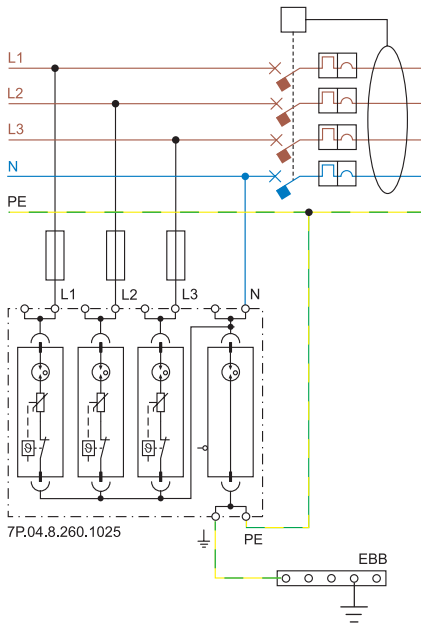 L1
L2
L3
N
PE
L1 L2 L3 N
ϑ ϑ ϑ
7P.04.8.260.1025
PE
EBB